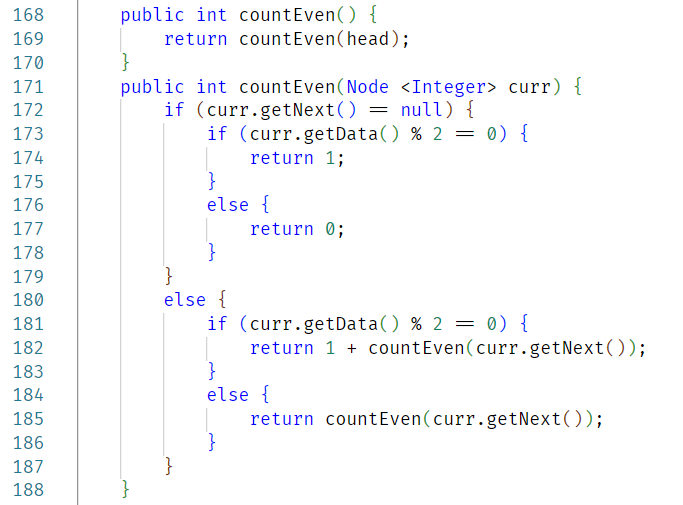 168 public int countEven() {
169 return countEven(head);
170 }
171 public int countEven(Node <Integer> curr) {
172 if (curr.getNext() == null) {
173 if (curr.getData() % 2 == 0) {
174 return 1;
175 }
176 else {
177 return 0;
178 }
179 }
180 else {
181 if (curr.getData() % 2 == 0) {
182 return 1 + countEven(curr.getNext());
183 }
184 else {
185 return countEven(curr.getNext());
186 }
187 }
188 }